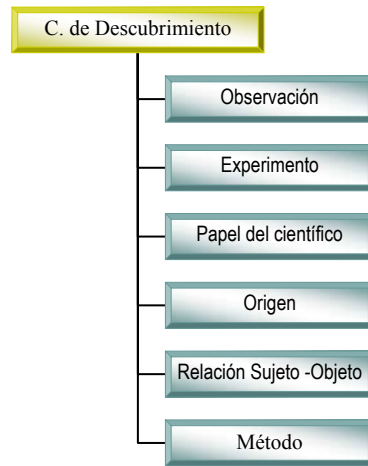 C. de Descubrimiento
Observación
Experimento
Papel del científico
Origen
Relación Sujeto -Objeto
Método